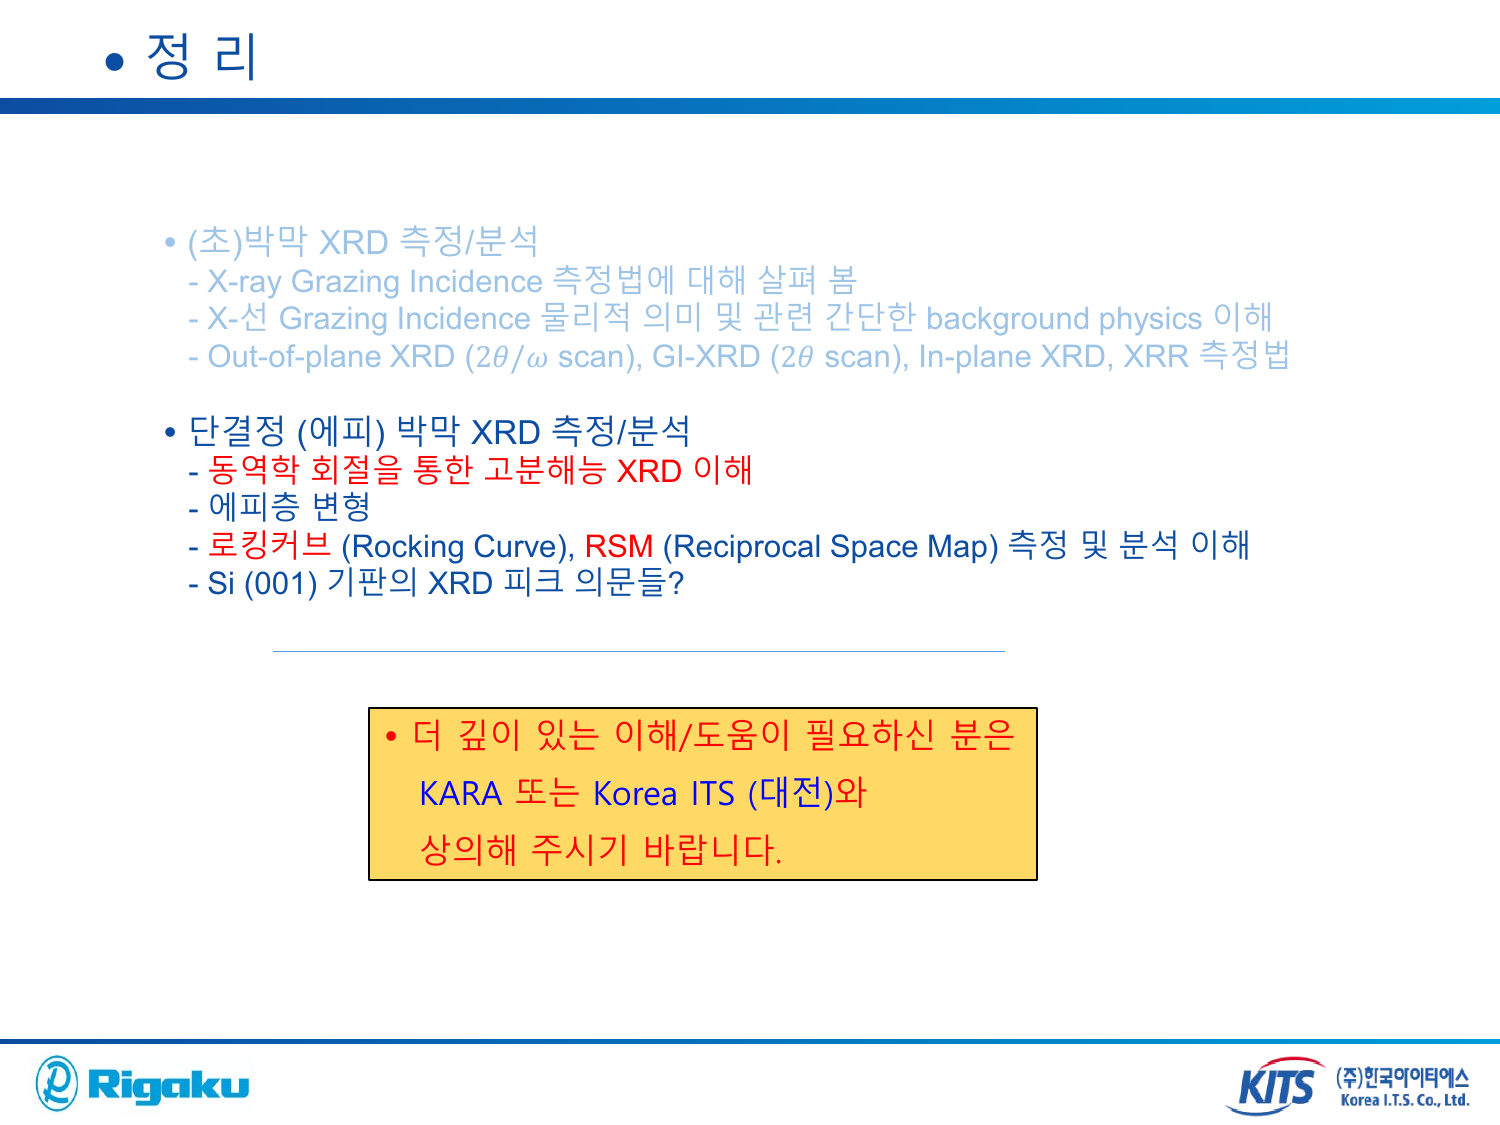 • 정 리
• (초)박막 XRD 측정/분석
- X-ray Grazing Incidence 측정법에 대해 살펴 봄
- X-선 Grazing Incidence 물리적 의미 및 관련 간단한 background physics 이해
- Out-of-plane XRD (2θ/ω scan), GI-XRD (2θ scan), In-plane XRD, XRR 측정법
• 단결정 (에피) 박막 XRD 측정/분석
- 동역학 회절을 통한 고분해능 XRD 이해
- 에피층 변형
- 로킹커브 (Rocking Curve), RSM (Reciprocal Space Map) 측정 및 분석 이해
- Si (001) 기판의 XRD 피크 의문들?
• 더 깊이 있는 이해/도움이 필요하신 분은
KARA 또는 Korea ITS (대전)와
상의해 주시기 바랍니다.
Rigaku
KITS
(주)한국아이티에스
Korea I.T.S. Co., Ltd.